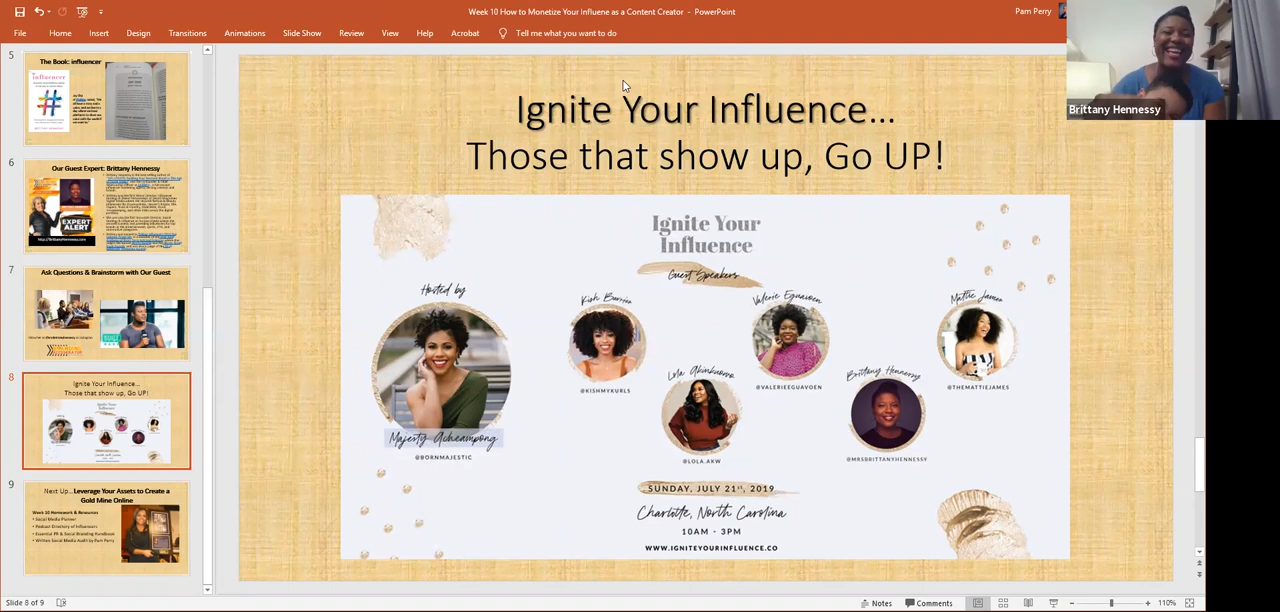 Week 10 How to Monetize Your Influene as a Content Creator - PowerPoint
Pam Perry
File Home Insert Design Transitions Animations Slide Show Review View Help Acrobat Tell me what you want to do
Brittany Hennessy
5
The Book: influencer
influencer
6
Our Guest Expert: Brittany Hennessy
EXPERT
ALERT
7
Ask Questions & Brainstorm with Our Guest
8
Ignite Your Influence...
Those that show up, Go UP!
9
Next Up...Leverage Your Assets to Create a
Gold Mine Online
Week 10 Homework & Resources
• Social Media Planner
• Podcast Directory of Influencers
• Essential PR & Social Branding Handbook
• Written Social Media Audit by Pam Perry
Ignite Your Influence...
Those that show up, Go UP!
Ignite Your
Influence
Guest Speakers
Hosted by
Majesty Acheampong
@BORNMAJESTIC
Kish Burries
@KISHMYKURLS
Lola Akinkuowo
@LOLA.AKW
Valerie Eguavoen
@VALERIEEGUAVOEN
Brittany Hennessy
@MRSBRITTANYHENNESSY
Mattie James
@THEMATTIEJAMES
SUNDAY, JULY 21st, 2019
Charlotte, North Carolina
10AM - 3PM
WWW.IGNITEYOURINFLUENCE.CO
Slide 8 of 9
Notes
Comments
110%